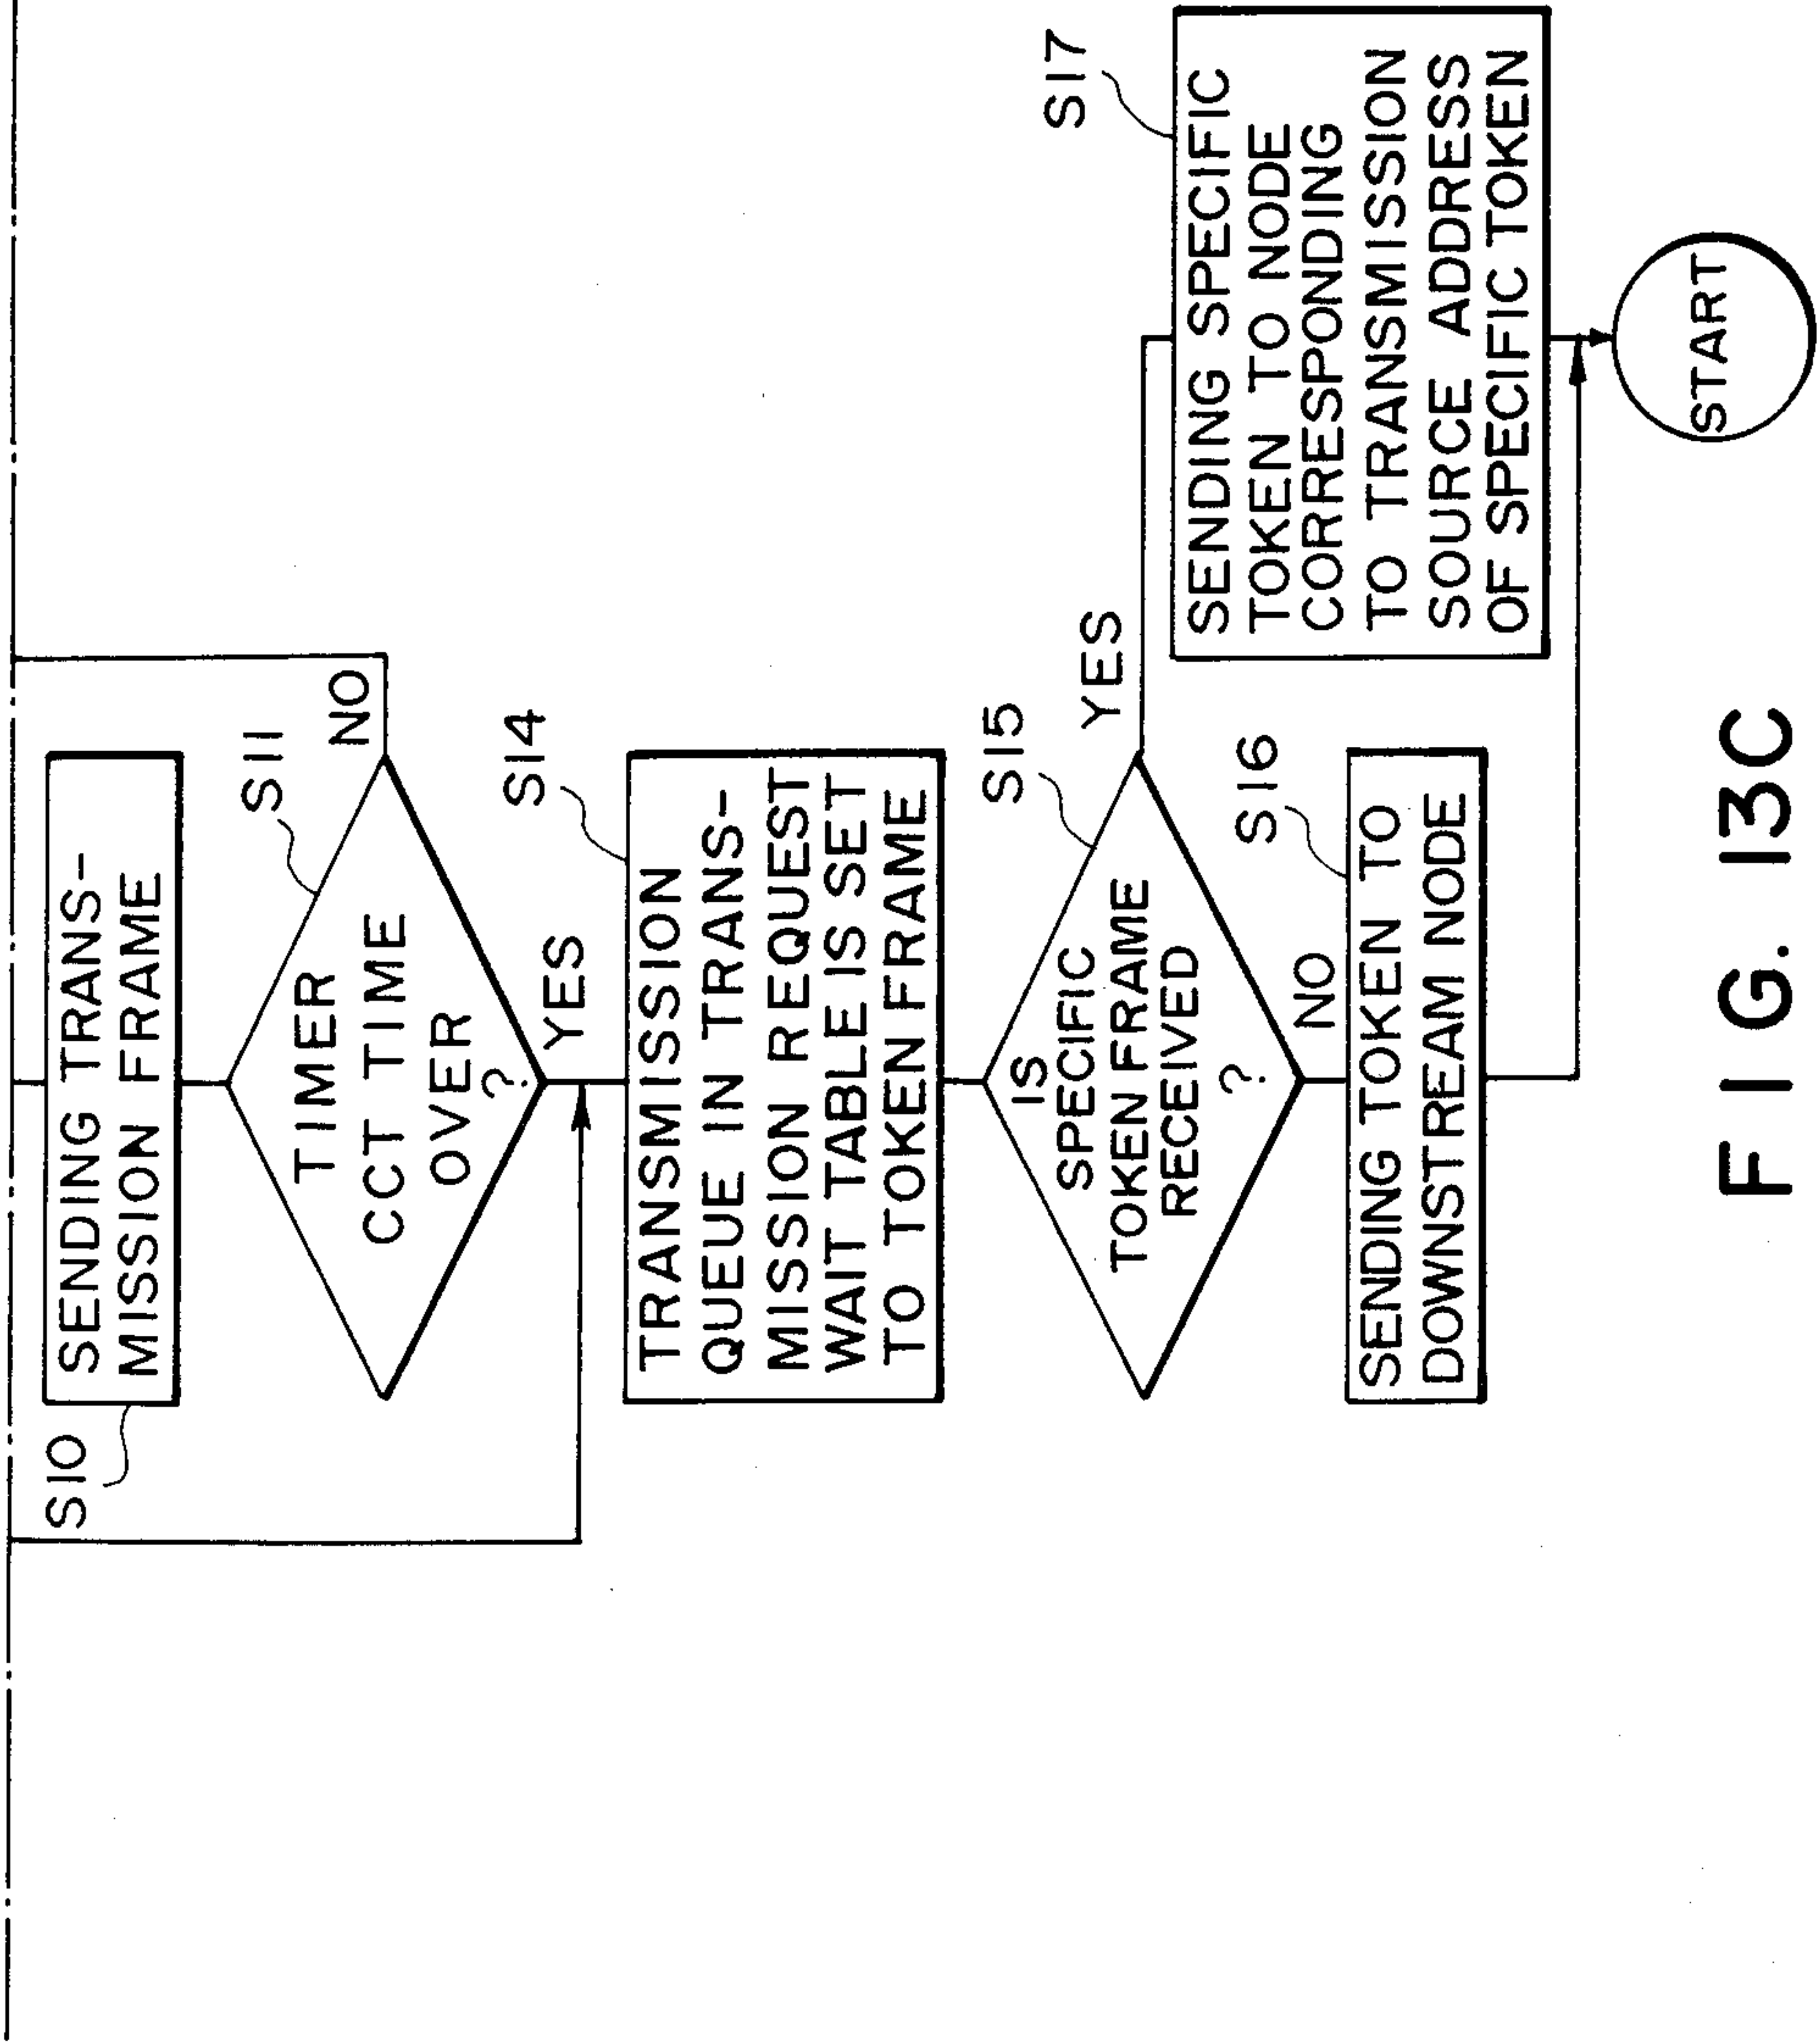 S10
SENDING TRANS-
MISSION FRAME
S11
TIMER
CCT TIME
OVER
?
NO
YES
S14
TRANSMISSION
QUEUE IN TRANS-
MISSION REQUEST
WAIT TABLE IS SET
TO TOKEN FRAME
S15
IS
SPECIFIC
TOKEN FRAME
RECEIVED
?
YES
NO
S16
SENDING TOKEN TO
DOWNSTREAM NODE
S17
SENDING SPECIFIC
TOKEN TO NODE
CORRESPONDING
TO TRANSMISSION
SOURCE ADDRESS
OF SPECIFIC TOKEN
START
FIG. 13C